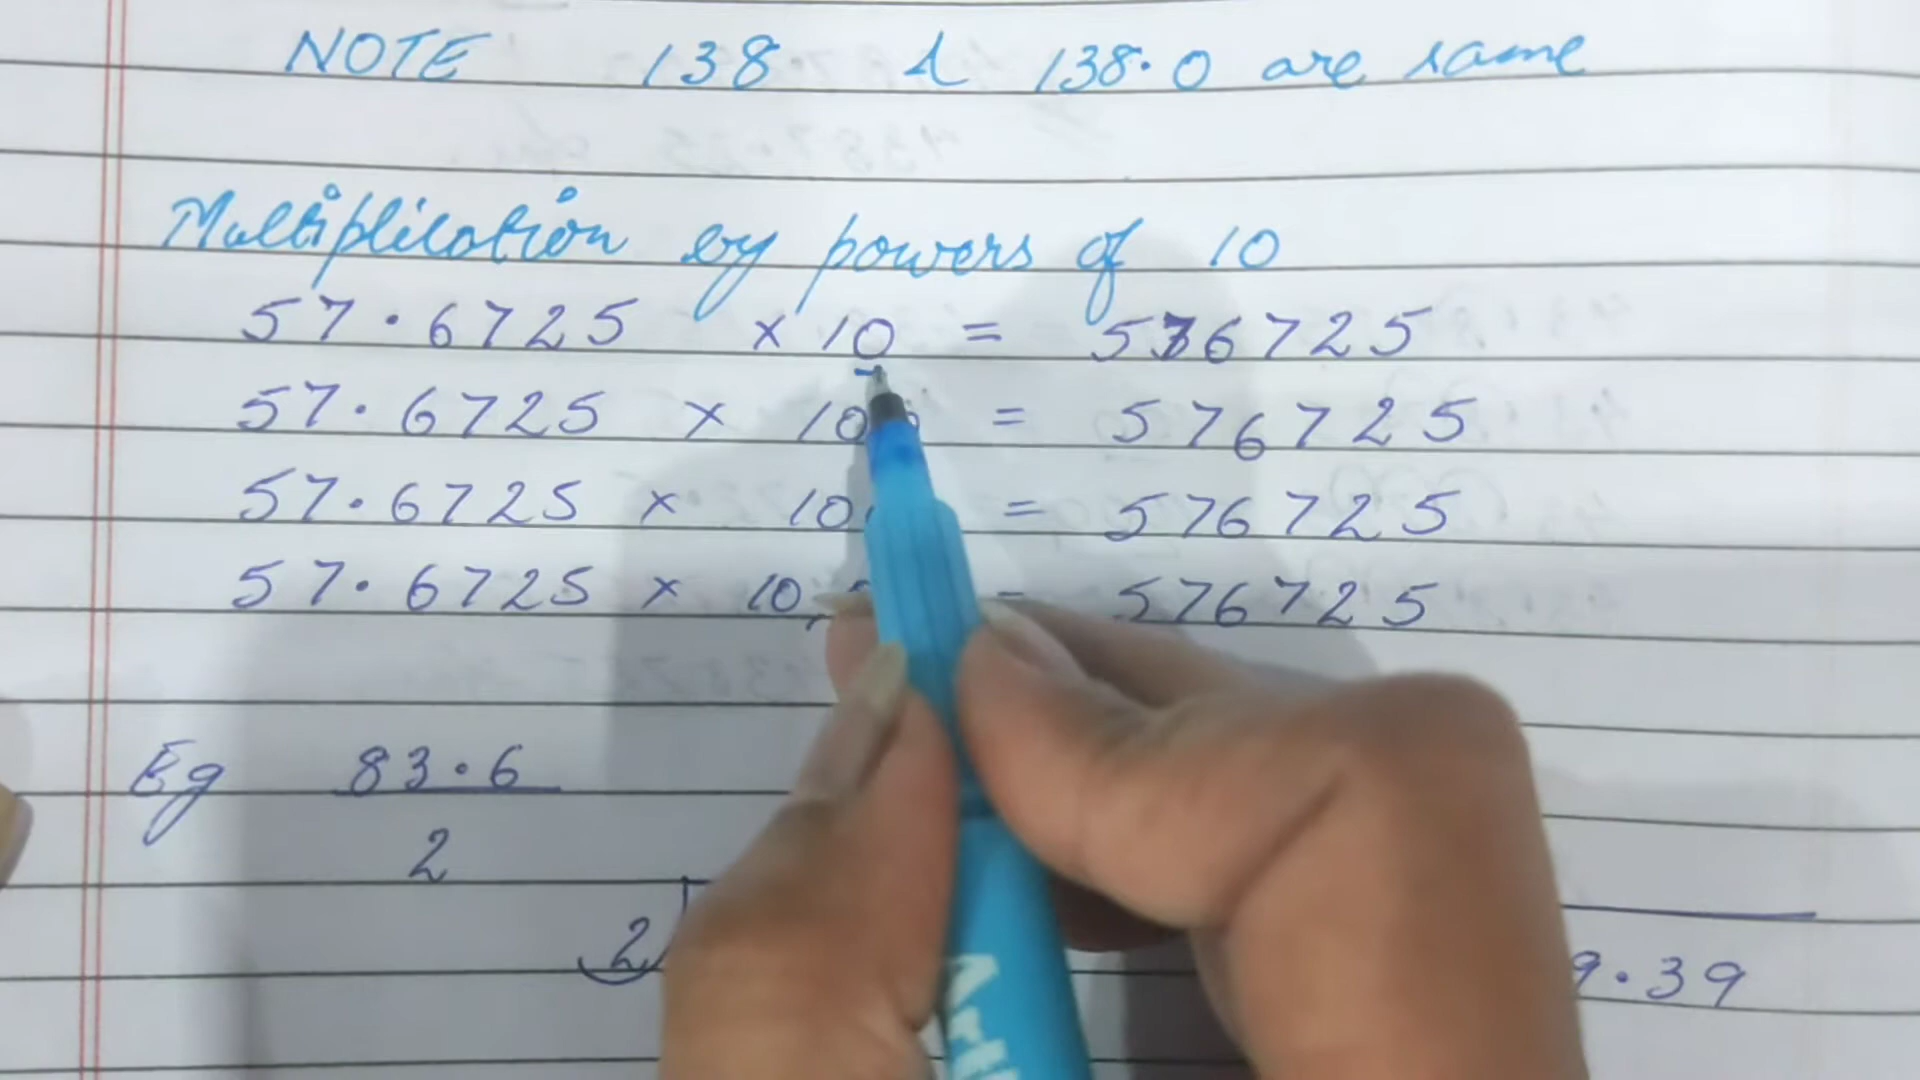 NOTE 138 & 138.0 are same
Multiplication by powers of 10
57.6725 × 10 = 576725
57.6725 × 100 = 576725
57.6725 × 10 = 576725
57.6725 × 10, = 576725
Eg 83.6
2
2
9.39